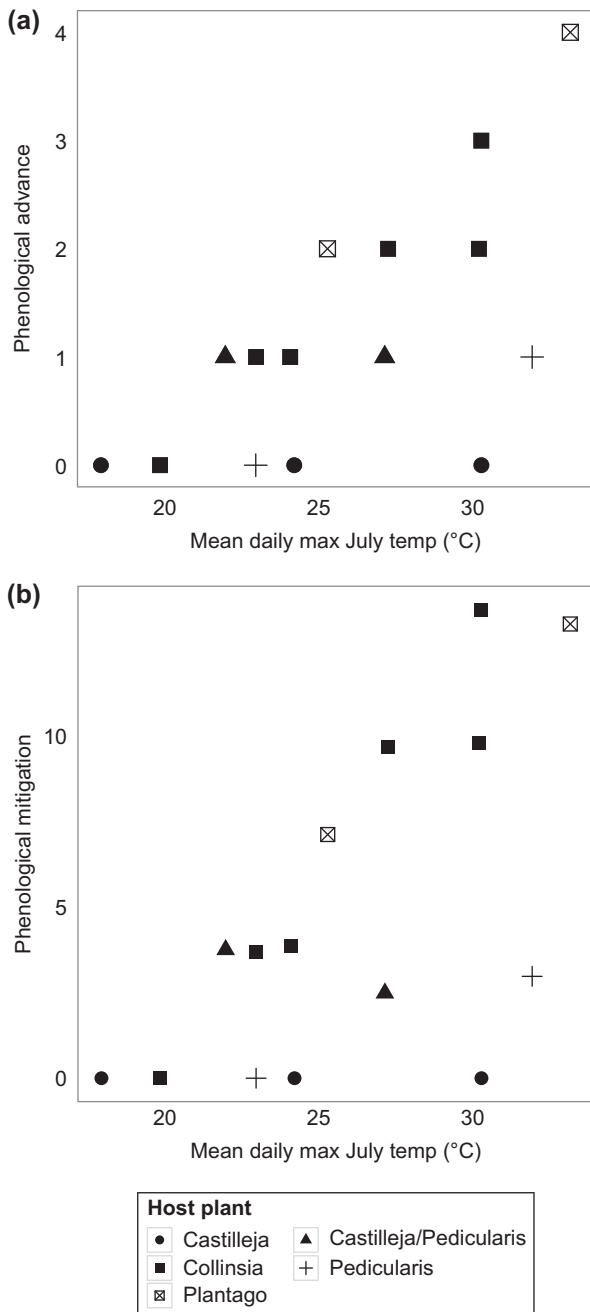 (a)
4
3
2
1
0
Phenological advance
20 25 30
Mean daily max July temp (°C)
(b)
10
5
0
Phenological mitigation
20 25 30
Mean daily max July temp (°C)
Host plant
Castilleja Castilleja/Pedicularis
Collinsia Pedicularis
Plantago